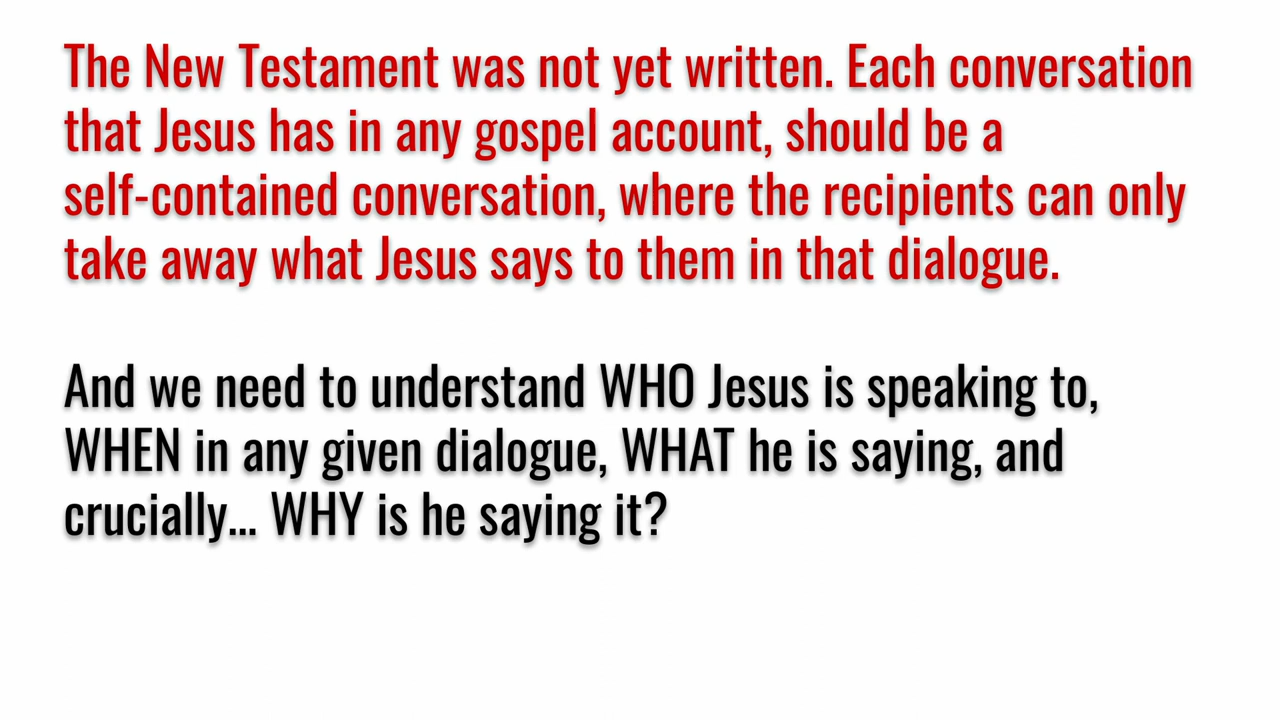 The New Testament was not yet written. Each conversation
that Jesus has in any gospel account, should be a
self-contained conversation, where the recipients can only
take away what Jesus says to them in that dialogue.
And we need to understand WHO Jesus is speaking to,
WHEN in any given dialogue, WHAT he is saying, and
crucially... WHY is he saying it?